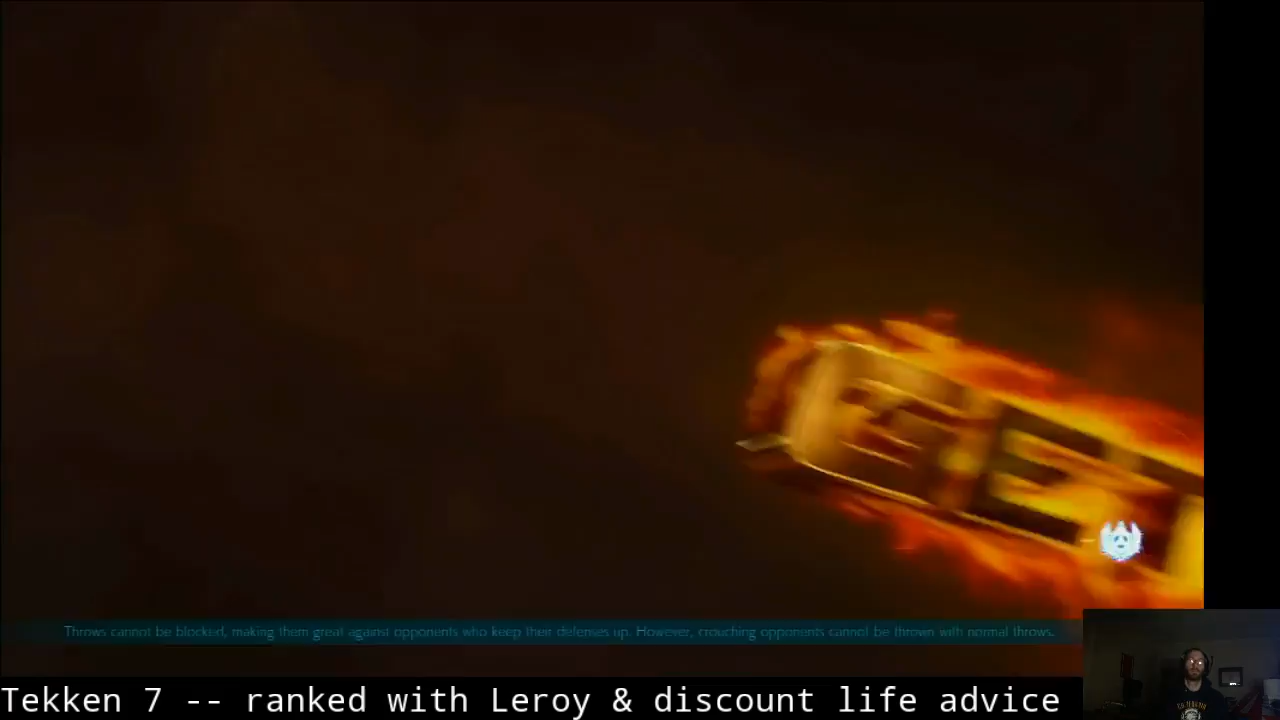 Throws cannot be blocked, making them great against opponents who keep their defenses up. However, crouching opponents cannot be thrown with normal throws.
Tekken 7 -- ranked with Leroy & discount life advice